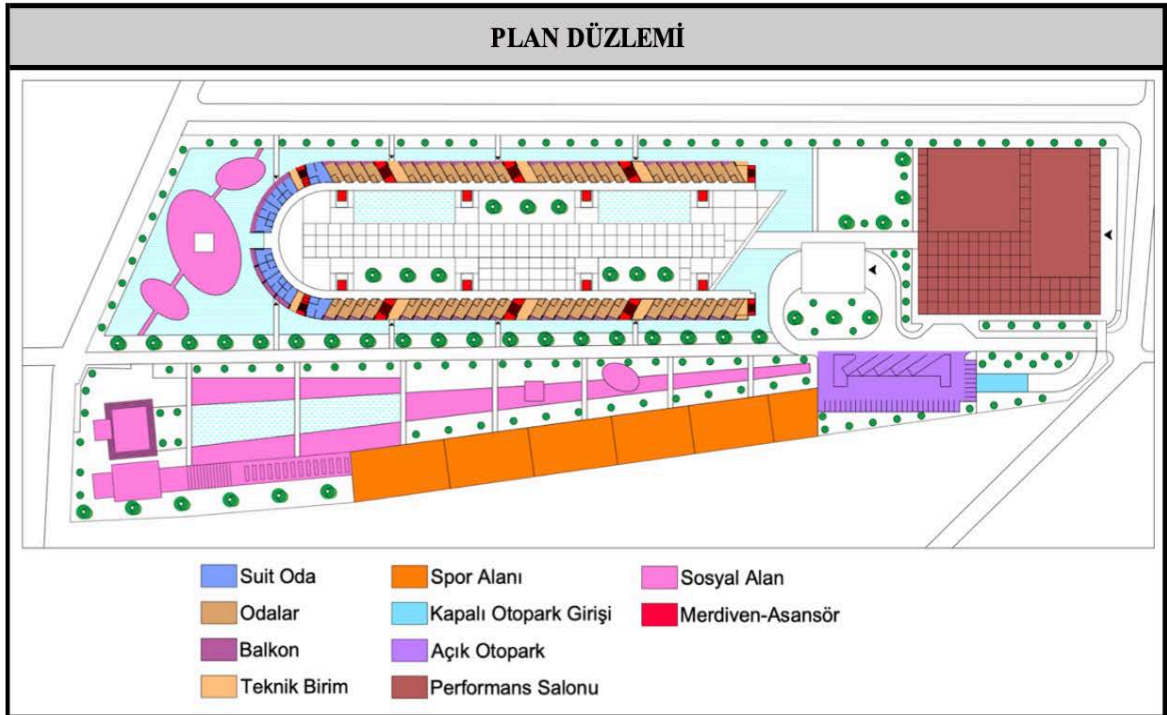 PLAN DÜZLEMİ
Suit Oda
Odalar
Balkon
Teknik Birim
Spor Alanı
Kapalı Otopark Girişi
Açık Otopark
Performans Salonu
Sosyal Alan
Merdiven-Asansör